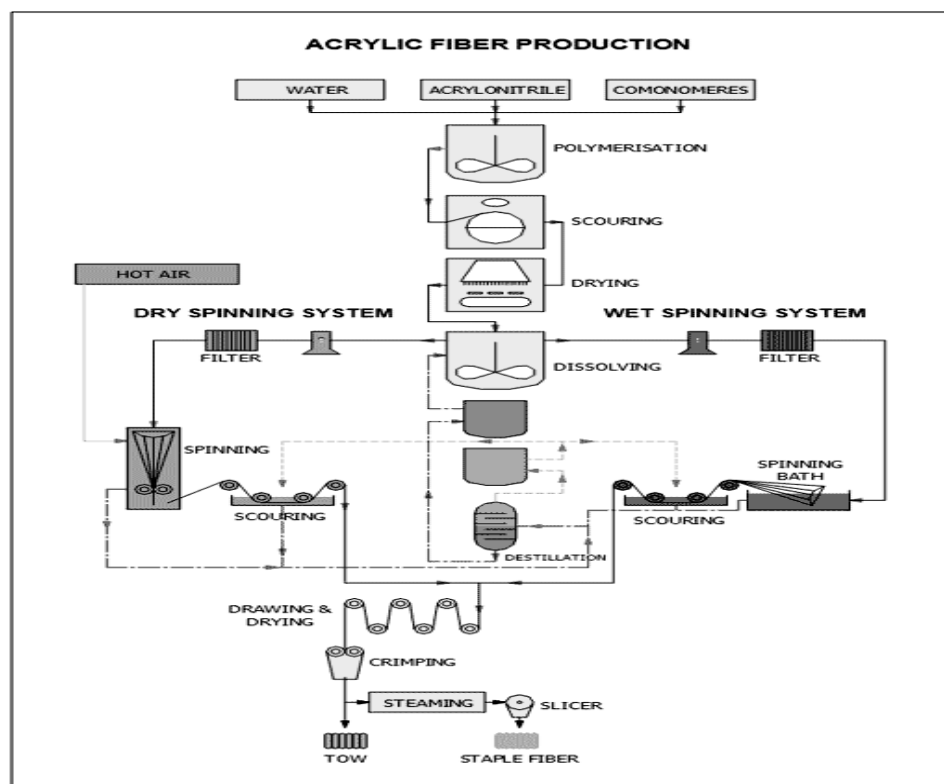 ACRYLIC FIBER PRODUCTION
WATER
ACRYLONITRILE
COMONOMERES
POLYMERISATION
SCOURING
DRYING
HOT AIR
DRY SPINNING SYSTEM
WET SPINNING SYSTEM
FILTER
DISSOLVING
FILTER
SPINNING
SPINNING
BATH
SCOURING
SCOURING
DESTILLATION
DRAWING &
DRYING
CRIMPING
STEAMING
SLICER
TOW
STAPLE FIBER